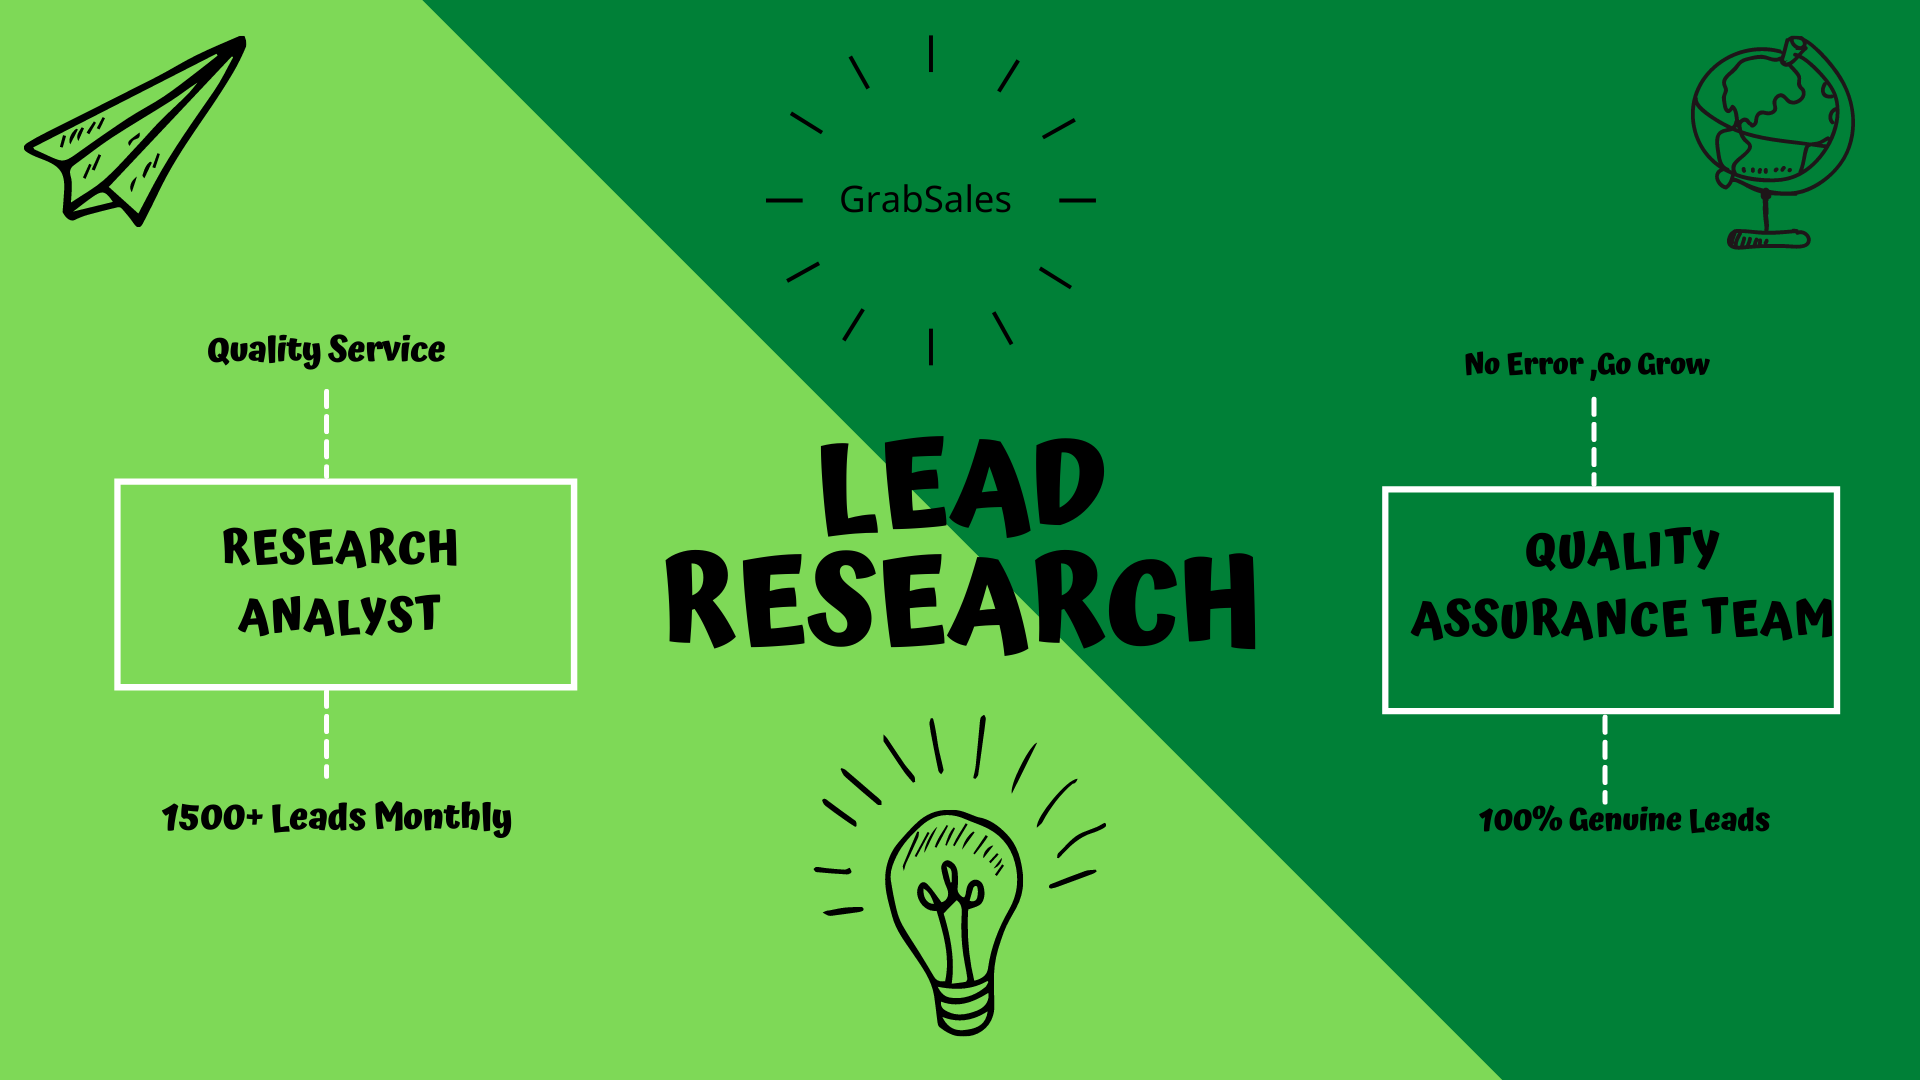 GrabSales
Quality Service
RESEARCH
ANALYST
1500+ Leads Monthly
LEAD
RESEARCH
No Error ,Go Grow
QUALITY
ASSURANCE TEAM
100% Genuine Leads